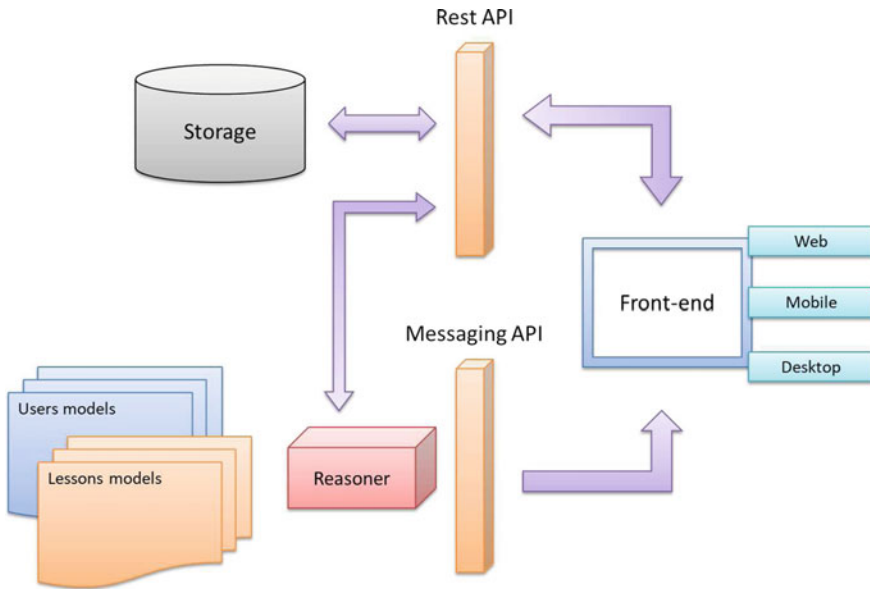 Rest API
Storage
Web
Front-end
Mobile
Messaging API
Desktop
Users models
Lessons models
Reasoner